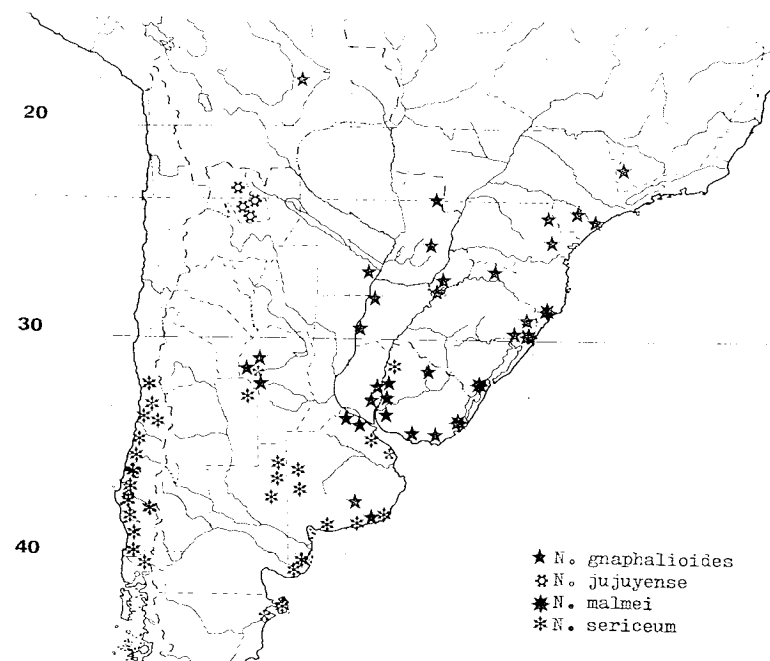 20
30
40
N. gnaphalioides
N. jujuyense
N. malmei
N. sericeum